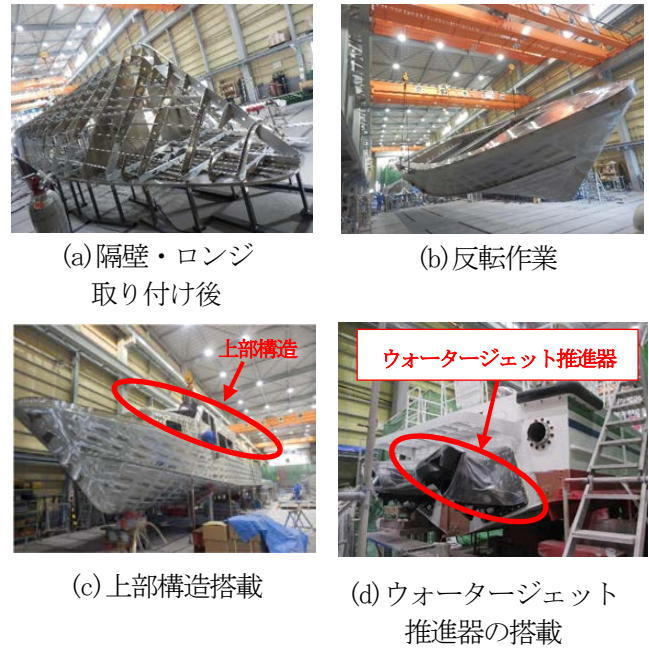 (a)隔壁・ロンジ
取り付け後
(b)反転作業
上部構造
ウォータージェット推進器
(c)上部構造搭載
(d)ウォータージェット
推進器の搭載